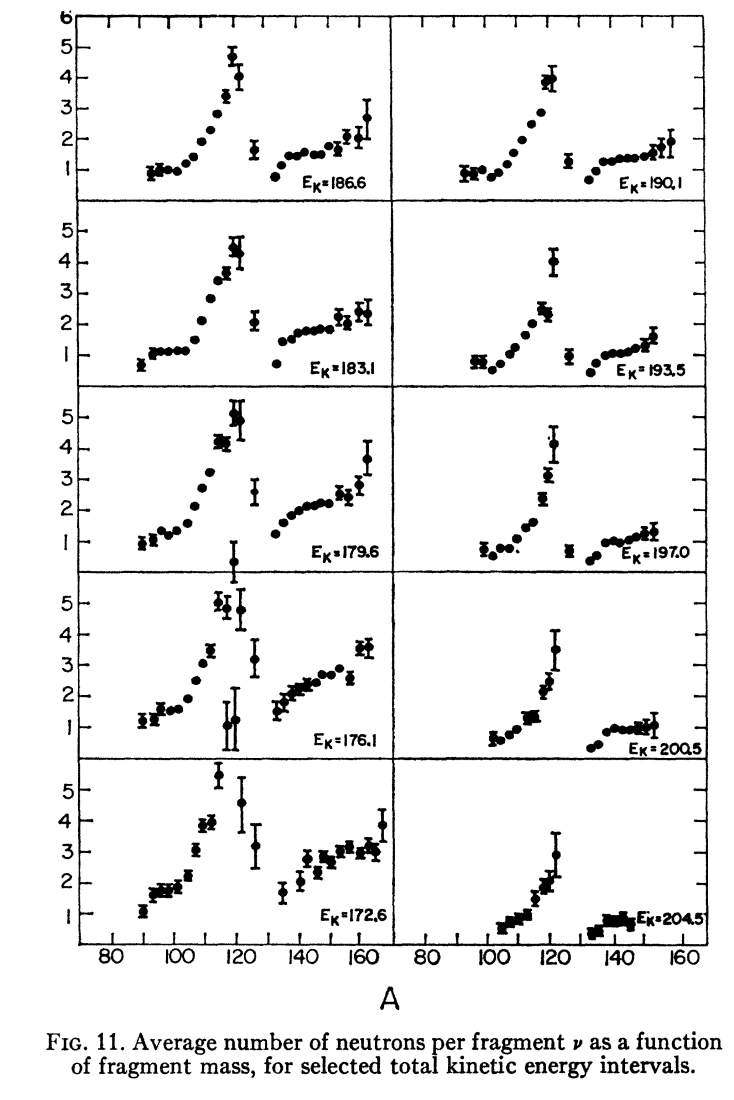 6
5
4
3
2
1
E_K=186.6
E_K=190.1
5
4
3
2
1
E_K=183.1
E_K=193.5
5
4
3
2
1
E_K=179.6
E_K=197.0
5
4
3
2
1
E_K=176.1
E_K=200.5
5
4
3
2
1
E_K=172.6
E_K=204.5
80 100 120 140 160 80 100 120 140 160
A
FIG. 11. Average number of neutrons per fragment ν as a function
of fragment mass, for selected total kinetic energy intervals.